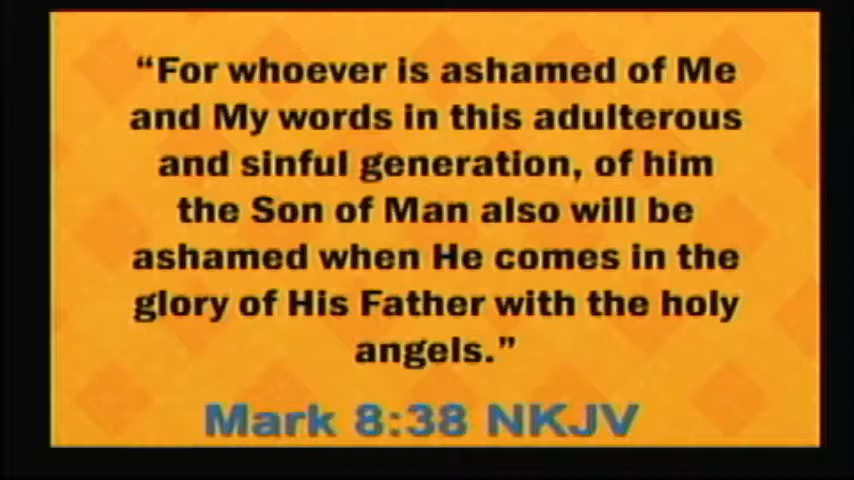 “For whoever is ashamed of Me
and My words in this adulterous
and sinful generation, of him
the Son of Man also will be
ashamed when He comes in the
glory of His Father with the holy
angels.”
Mark 8:38 NKJV